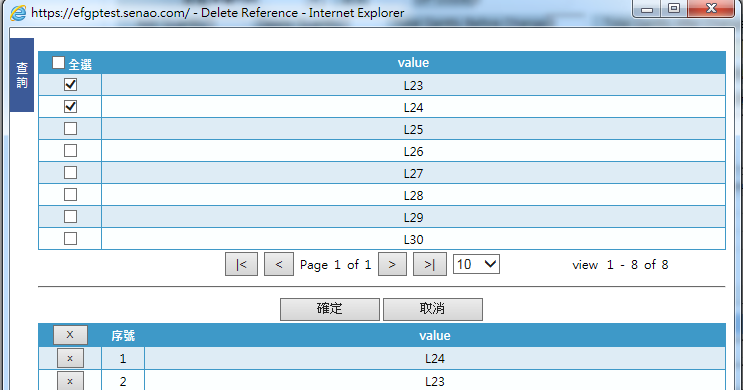 https://efgptest.senao.com/ - Delete Reference - Internet Explorer
查詢
全選 value
L23
L24
L25
L26
L27
L28
L29
L30
|< < Page 1 of 1 > >| 10 view 1 - 8 of 8
確定 取消
X 序號 value
x 1 L24
x 2 L23